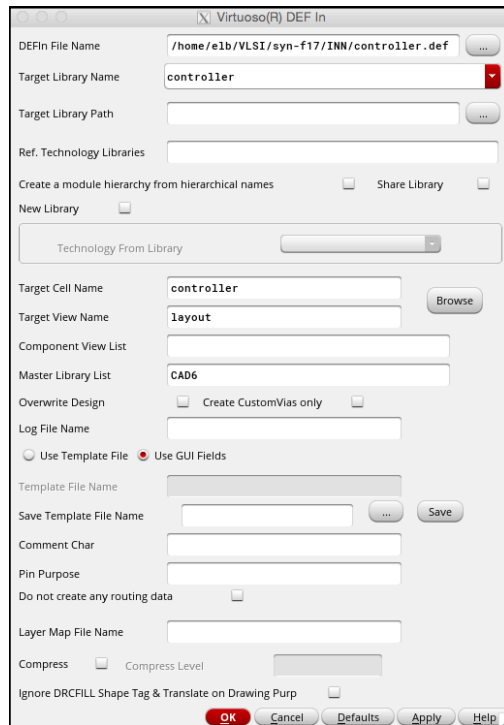 Virtuoso(R) DEF In
DEFIn File Name /home/elb/VLSI/syn-f17/INN/controller.def ...
Target Library Name controller
Target Library Path ...
Ref. Technology Libraries
Create a module hierarchy from hierarchical names Share Library
New Library
Technology From Library
Target Cell Name controller
Browse
Target View Name layout
Component View List
Master Library List CAD6
Overwrite Design Create CustomVias only
Log File Name
Use Template File Use GUI Fields
Template File Name
Save Template File Name ... Save
Comment Char
Pin Purpose
Do not create any routing data
Layer Map File Name
Compress Compress Level
Ignore DRCFILL Shape Tag & Translate on Drawing Purp
OK Cancel Defaults Apply Help